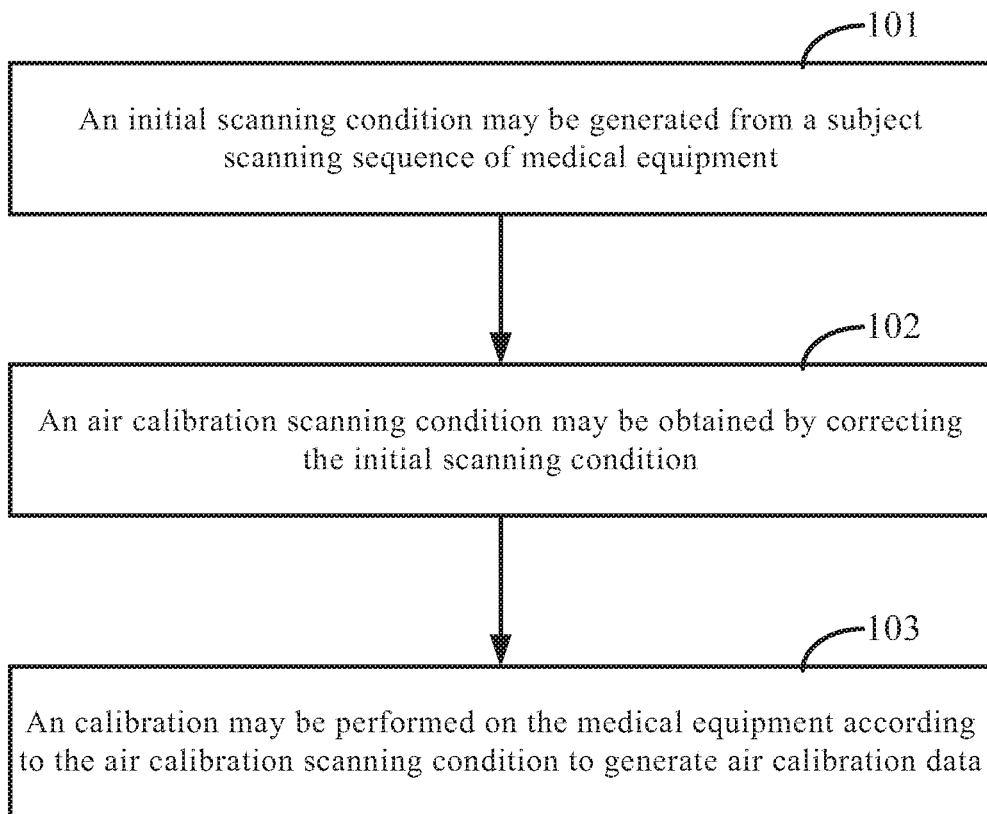 101
An initial scanning condition may be generated from a subject
scanning sequence of medical equipment
102
An air calibration scanning condition may be obtained by correcting
the initial scanning condition
103
An calibration may be performed on the medical equipment according
to the air calibration scanning condition to generate air calibration data